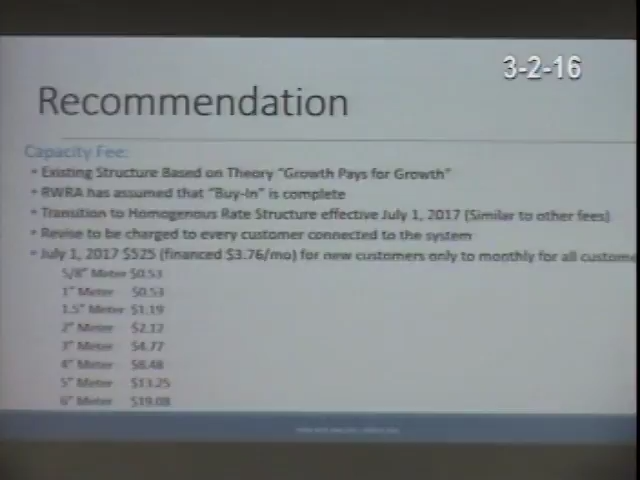 3-2-16
Recommendation
Capacity Fee:
• Existing Structure Based on Theory "Growth Pays for Growth"
• RWRA has assumed that "Buy-In" is complete
• Transition to Homogenous Rate Structure effective July 1, 2017 (Similar to other fees)
• Revise to be charged to every customer connected to the system
• July 1, 2017 $525 (financed $3.76/mo) for new customers only to monthly for all custome
5/8" Meter $0.53
1" Meter $0.53
1.5" Meter $1.19
2" Meter $2.12
3" Meter $4.77
4" Meter $8.48
5" Meter $13.25
6" Meter $19.08